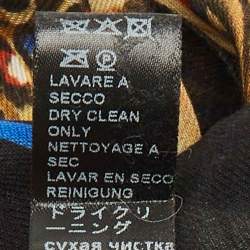 LAVARE A
SECCO
DRY CLEAN
ONLY
NETTOYAGE A
SEC
LAVAR EN SECO
REINIGUNG
ドライクリ
ーニング
сухая чистка